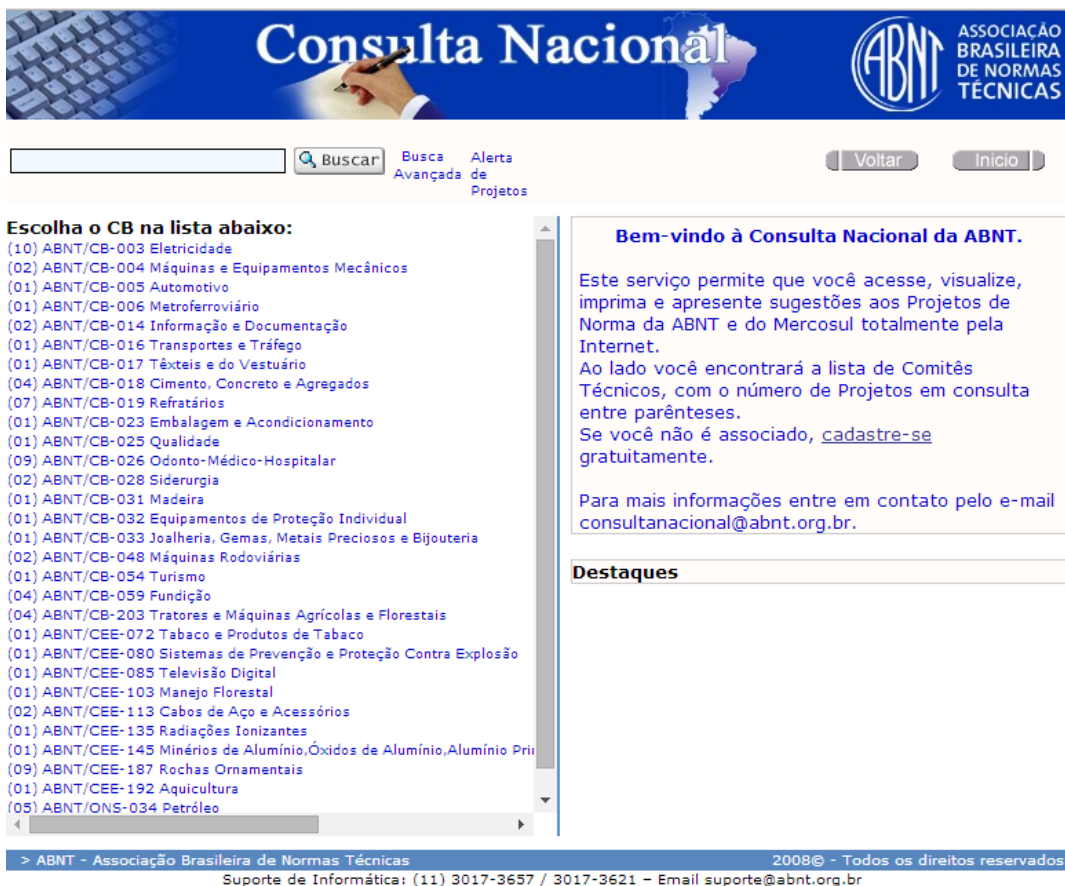 Consulta Nacional
ABNT
ASSOCIAÇÃO
BRASILEIRA
DE NORMAS
TÉCNICAS
Buscar
Busca Avançada
Alerta de Projetos
Voltar
Início
Escolha o CB na lista abaixo:
(10) ABNT/CB-003 Eletricidade
(02) ABNT/CB-004 Máquinas e Equipamentos Mecânicos
(01) ABNT/CB-005 Automotivo
(01) ABNT/CB-006 Metroferroviário
(02) ABNT/CB-014 Informação e Documentação
(01) ABNT/CB-016 Transportes e Tráfego
(01) ABNT/CB-017 Têxteis e do Vestuário
(04) ABNT/CB-018 Cimento, Concreto e Agregados
(07) ABNT/CB-019 Refratários
(01) ABNT/CB-023 Embalagem e Acondicionamento
(01) ABNT/CB-025 Qualidade
(09) ABNT/CB-026 Odonto-Médico-Hospitalar
(02) ABNT/CB-028 Siderurgia
(01) ABNT/CB-031 Madeira
(01) ABNT/CB-032 Equipamentos de Proteção Individual
(01) ABNT/CB-033 Joalheria, Gemas, Metais Preciosos e Bijouteria
(02) ABNT/CB-048 Máquinas Rodoviárias
(01) ABNT/CB-054 Turismo
(04) ABNT/CB-059 Fundição
(04) ABNT/CB-203 Tratores e Máquinas Agrícolas e Florestais
(01) ABNT/CEE-072 Tabaco e Produtos de Tabaco
(01) ABNT/CEE-080 Sistemas de Prevenção e Proteção Contra Explosão
(01) ABNT/CEE-085 Televisão Digital
(01) ABNT/CEE-103 Manejo Florestal
(02) ABNT/CEE-113 Cabos de Aço e Acessórios
(01) ABNT/CEE-135 Radiações Ionizantes
(01) ABNT/CEE-145 Minérios de Alumínio,Óxidos de Alumínio,Alumínio Pri
(09) ABNT/CEE-187 Rochas Ornamentais
(01) ABNT/CEE-192 Aquicultura
(05) ABNT/ONS-034 Petróleo
Bem-vindo à Consulta Nacional da ABNT.
Este serviço permite que você acesse, visualize,
imprima e apresente sugestões aos Projetos de
Norma da ABNT e do Mercosul totalmente pela
Internet.
Ao lado você encontrará a lista de Comitês
Técnicos, com o número de Projetos em consulta
entre parênteses.
Se você não é associado, cadastre-se
gratuitamente.
Para mais informações entre em contato pelo e-mail
consultanacional@abnt.org.br.
Destaques
> ABNT - Associação Brasileira de Normas Técnicas
2008© - Todos os direitos reservados
Suporte de Informática: (11) 3017-3657 / 3017-3621 – Email suporte@abnt.org.br